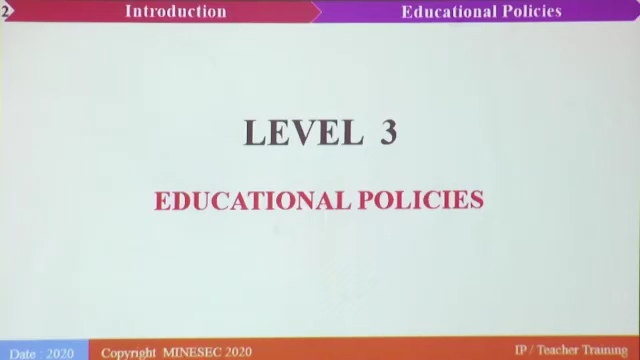 2 Introduction Educational Policies
LEVEL 3
EDUCATIONAL POLICIES
Date : 2020 Copyright MINESEC 2020 IP / Teacher Training